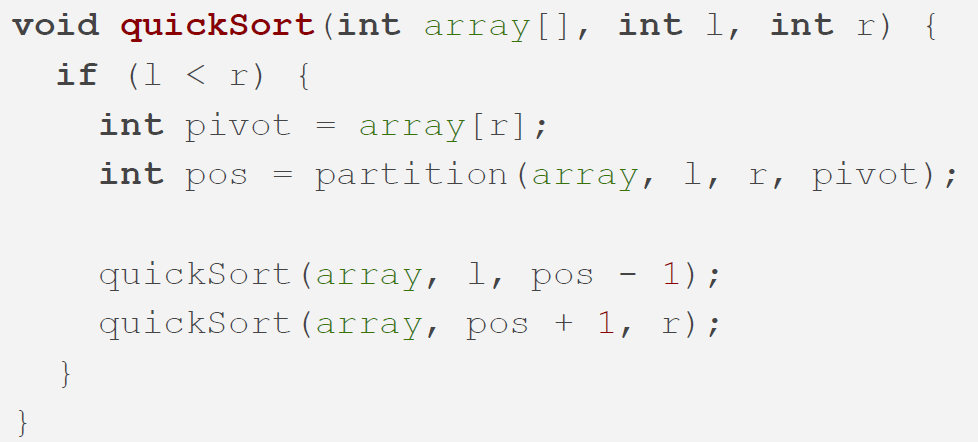 void quickSort(int array[], int l, int r) {
  if (l < r) {
    int pivot = array[r];
    int pos = partition(array, l, r, pivot);

    quickSort(array, l, pos - 1);
    quickSort(array, pos + 1, r);
  }
}